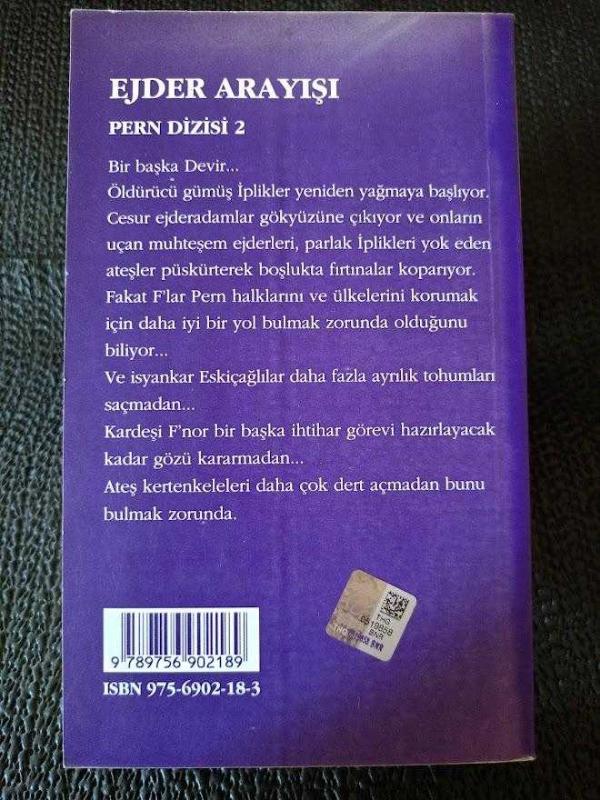 EJDER ARAYIŞI
PERN DİZİSİ 2
Bir başka Devir...
Öldürücü gümüş İplikler yeniden yağmaya başlıyor.
Cesur ejderadamlar gökyüzüne çıkıyor ve onların
uçan muhteşem ejderleri, parlak İplikleri yok eden
ateşler püskürterek boşlukta fırtınalar koparıyor.
Fakat F'lar Pern halklarını ve ülkelerini korumak
için daha iyi bir yol bulmak zorunda olduğunu
biliyor...
Ve isyankar Eskiçağlılar daha fazla ayrılık tohumları
saçmadan...
Kardeşi F'nor bir başka ihtihar görevi hazırlayacak
kadar gözü kararmadan...
Ateş kertenkeleleri daha çok dert açmadan bunu
bulmak zorunda.
THG
BNR
9 789756 902189
ISBN 975-6902-18-3